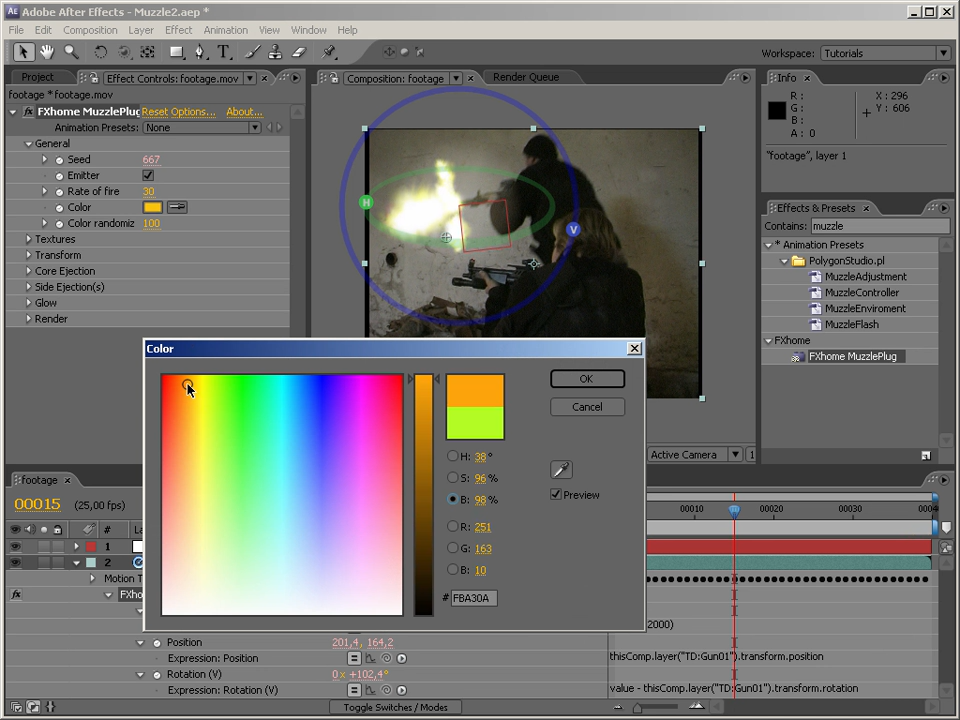 Adobe After Effects - Muzzle2.aep *
File Edit Composition Layer Effect Animation View Window Help
Workspace: Tutorials
Project Effect Controls: footage.mov
Composition: footage Render Queue
Info
footage * footage.mov
FXhome MuzzlePlug Reset Options... About...
Animation Presets: None
General
Seed 667
Emitter
Rate of fire 30
Color
Color randomiz 100
Textures
Transform
Core Ejection
Side Ejection(s)
Glow
Render
H
V
R:
G:
B:
A: 0
X: 296
Y: 606
"footage", layer 1
Effects & Presets
Contains: muzzle
* Animation Presets
PolygonStudio.pl
MuzzleAdjustment
MuzzleController
MuzzleEnviroment
MuzzleFlash
FXhome
FXhome MuzzlePlug
Color
OK
Cancel
H: 38 °
S: 96 %
B: 98 %
Preview
R: 251
G: 163
B: 10
# FBA30A
Active Camera 1
footage
00015 (25,00 fps)
# La
00010 00020 00030 0004
1
2
Motion T
FXho
2000)
Position 201,4, 164,2
Expression: Position
thisComp.layer("TD:Gun01").transform.position
Rotation (V) 0 x +102,4°
Expression: Rotation (V)
value - thisComp.layer("TD:Gun01").transform.rotation
Toggle Switches / Modes